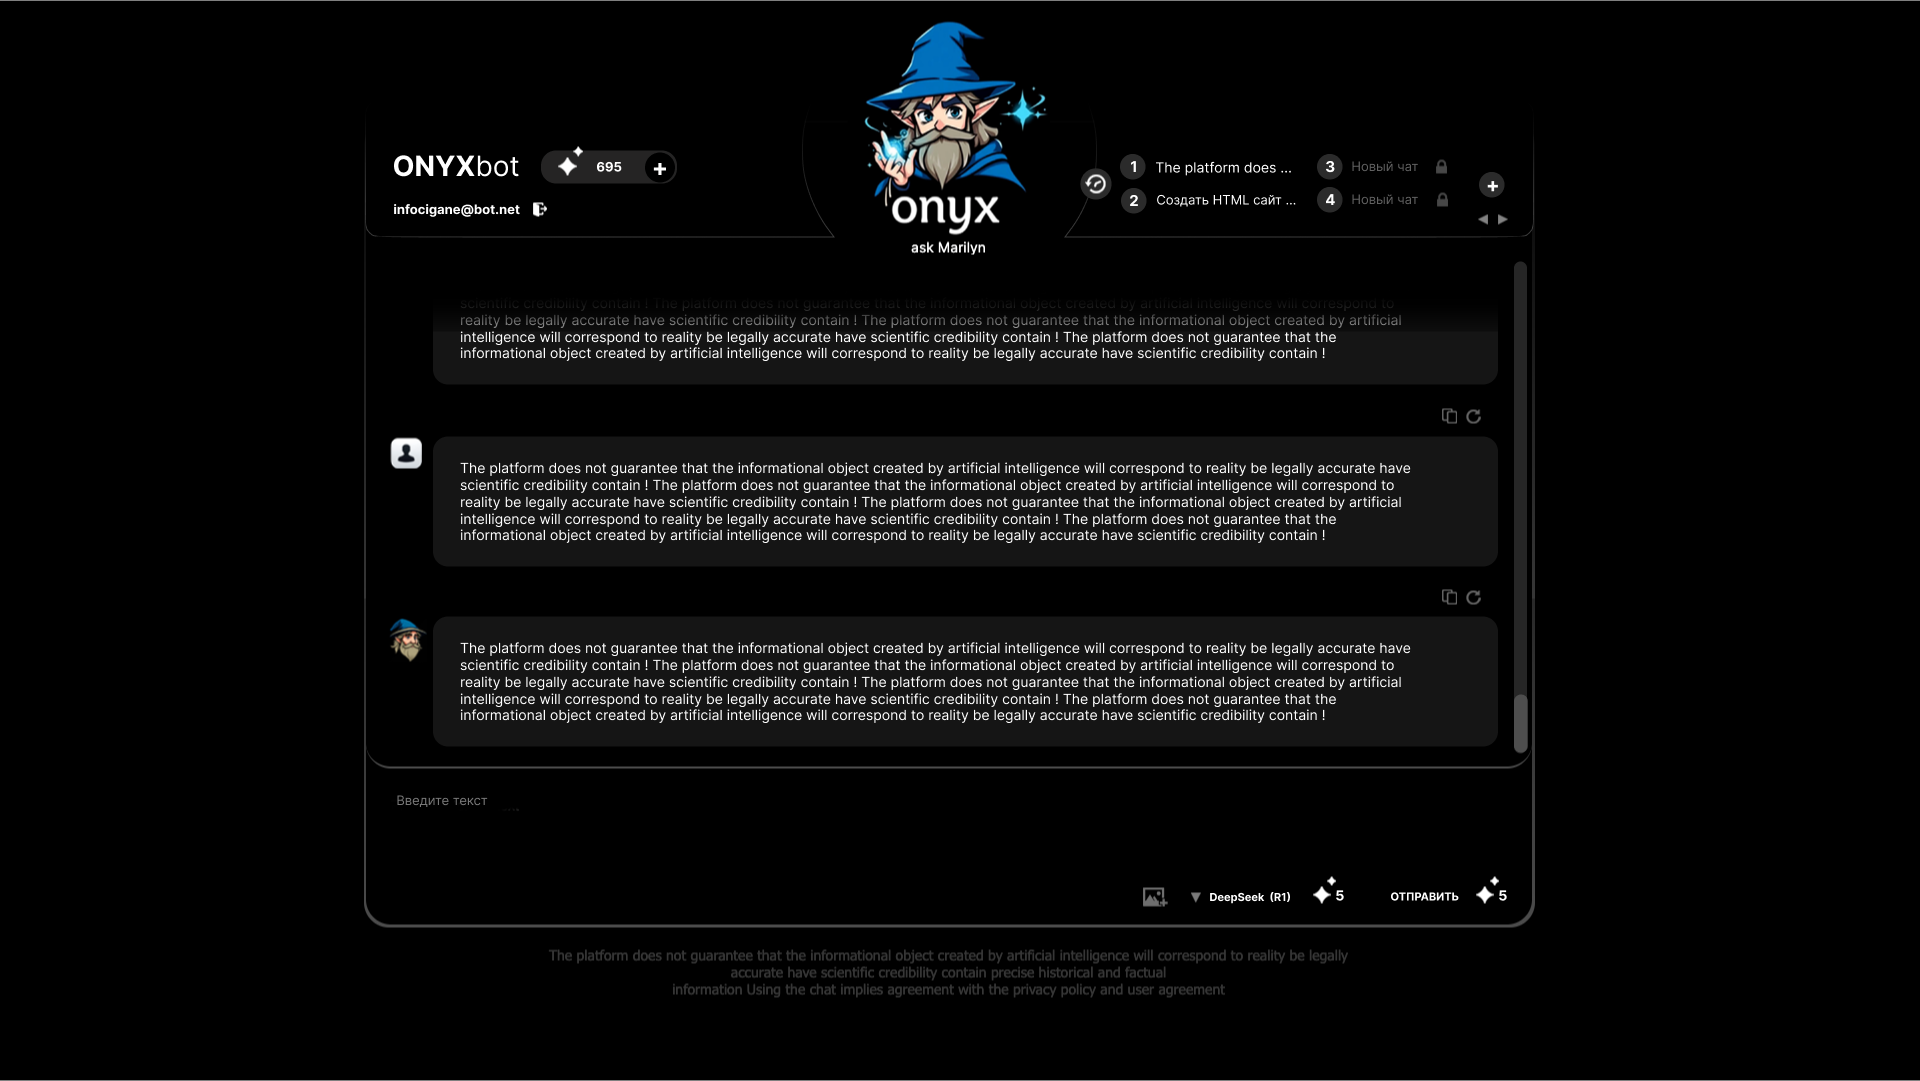 ONYXbot
695
infocigane@bot.net
onyx
ask Marilyn
1 The platform does ...
2 Создать HTML сайт ...
3 Новый чат
4 Новый чат
scientific credibility contain ! The platform does not guarantee that the informational object created by artificial intelligence will correspond to
reality be legally accurate have scientific credibility contain ! The platform does not guarantee that the informational object created by artificial
intelligence will correspond to reality be legally accurate have scientific credibility contain ! The platform does not guarantee that the
informational object created by artificial intelligence will correspond to reality be legally accurate have scientific credibility contain !
The platform does not guarantee that the informational object created by artificial intelligence will correspond to reality be legally accurate have
scientific credibility contain ! The platform does not guarantee that the informational object created by artificial intelligence will correspond to
reality be legally accurate have scientific credibility contain ! The platform does not guarantee that the informational object created by artificial
intelligence will correspond to reality be legally accurate have scientific credibility contain ! The platform does not guarantee that the
informational object created by artificial intelligence will correspond to reality be legally accurate have scientific credibility contain !
The platform does not guarantee that the informational object created by artificial intelligence will correspond to reality be legally accurate have
scientific credibility contain ! The platform does not guarantee that the informational object created by artificial intelligence will correspond to
reality be legally accurate have scientific credibility contain ! The platform does not guarantee that the informational object created by artificial
intelligence will correspond to reality be legally accurate have scientific credibility contain ! The platform does not guarantee that the
informational object created by artificial intelligence will correspond to reality be legally accurate have scientific credibility contain !
Введите текст
DeepSeek (R1) 5 ОТПРАВИТЬ 5
The platform does not guarantee that the informational object created by artificial intelligence will correspond to reality be legally
accurate have scientific credibility contain precise historical and factual
information Using the chat implies agreement with the privacy policy and user agreement